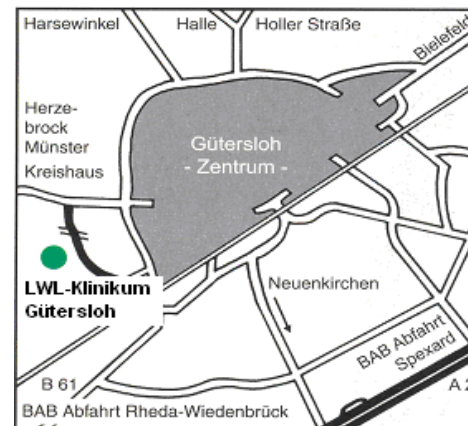 Harsewinkel
Halle
Holler Straße
Bielefeld
Herze-
brock
Münster
Kreishaus
Gütersloh
- Zentrum -
LWL-Klinikum
Gütersloh
Neuenkirchen
BAB Abfahrt
Spexard
B 61
A 2
BAB Abfahrt Rheda-Wiedenbrück